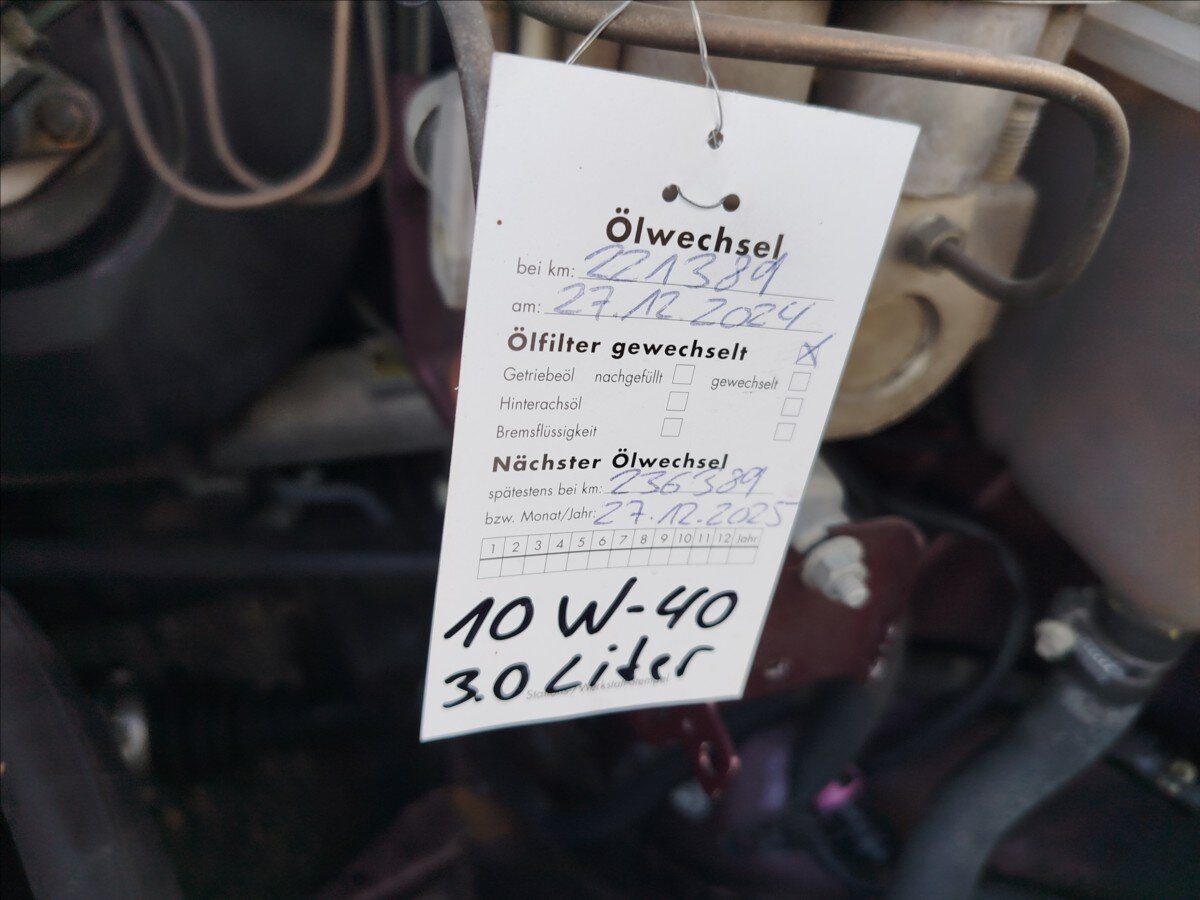 Ölwechsel
bei km: 221389
am: 27.12 2024
Ölfilter gewechselt
Getriebeöl nachgefüllt gewechselt
Hinterachsöl
Bremsflüssigkeit
Nächster Ölwechsel
spätestens bei km: 236389
bzw. Monat/Jahr: 27.12.2025
1 2 3 4 5 6 7 8 9 10 11 12 Jahr
10 W-40
3.0 Liter